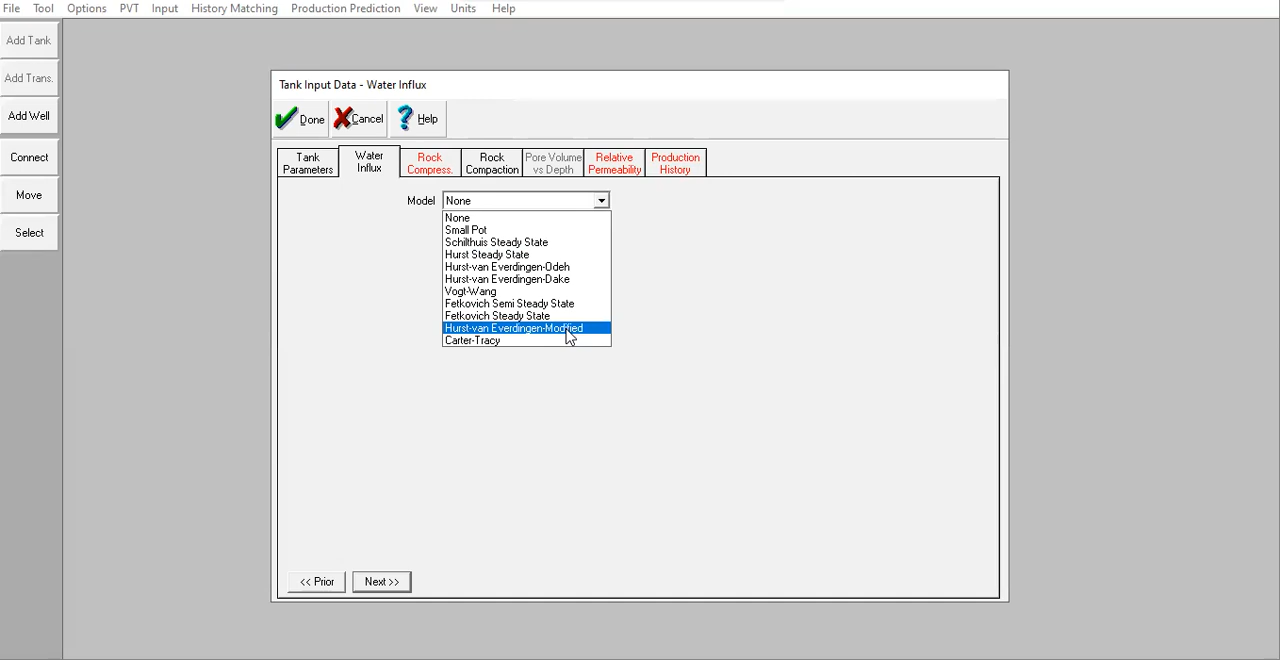 File Tool Options PVT Input History Matching Production Prediction View Units Help
Add Tank
Add Trans.
Add Well
Connect
Move
Select
Tank Input Data - Water Influx
Done Cancel Help
Tank Parameters
Water Influx
Rock Compress.
Rock Compaction
Pore Volume vs Depth
Relative Permeability
Production History
Model None
None
Small Pot
Schilthuis Steady State
Hurst Steady State
Hurst-van Everdingen-Odeh
Hurst-van Everdingen-Dake
Vogt-Wang
Fetkovich Semi Steady State
Fetkovich Steady State
Hurst-van Everdingen-Modified
Carter-Tracy
<< Prior Next >>